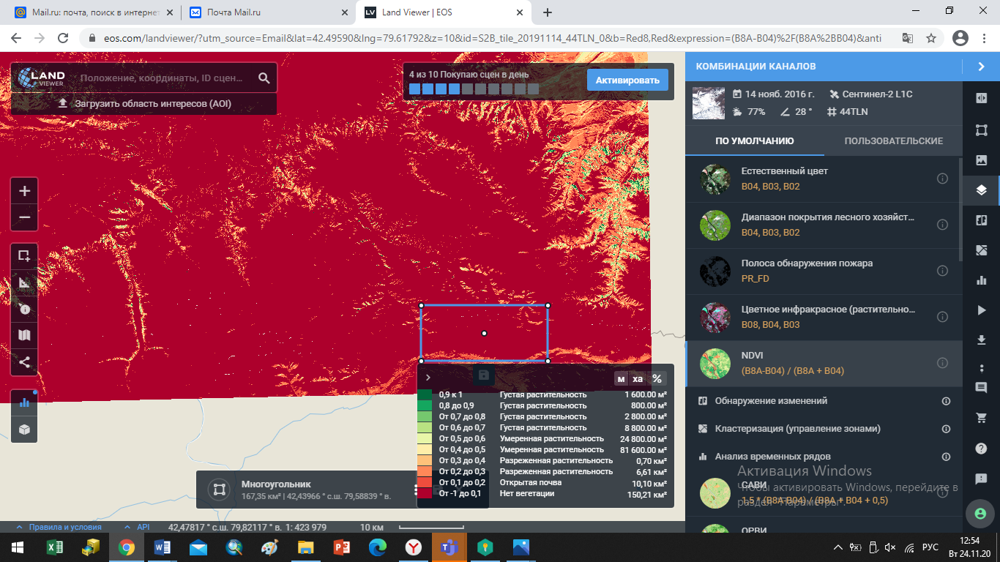 Mail.ru: почта, поиск в интернет
Почта Mail.ru
Land Viewer | EOS
eos.com/landviewer/?utm_source=Email&lat=42.49590&lng=79.61792&z=10&id=S2B_tile_20191114_44TLN_0&b=Red8,Red&expression=(B8A-B04)%2F(B8A%2BB04)&anti
LAND VIEWER
Положение, координаты, ID сцен...
Загрузить область интересов (AOI)
4 из 10 Покупаю сцен в день
Активировать
КОМБИНАЦИИ КАНАЛОВ
14 нояб. 2016 г. Сентинел-2 L1C
77% 28 ° 44TLN
ПО УМОЛЧАНИЮ ПОЛЬЗОВАТЕЛЬСКИЕ
Естественный цвет
B04, B03, B02
Диапазон покрытия лесного хозяйст...
B04, B03, B02
Полоса обнаружения пожара
PR_FD
Цветное инфракрасное (растительно...
B08, B04, B03
NDVI
(B8A-B04) / (B8A + B04)
Обнаружение изменений
Кластеризация (управление зонами)
Анализ временных рядов
САВИ
1,5 * (B8A-B04) / (B8A + B04 + 0,5)
ОРВИ
Активация Windows
Чтобы активировать Windows, перейдите в
раздел "Параметры".
м га %
0,9 к 1 Густая растительность 1 600.00 м²
0,8 до 0,9 Густая растительность 800.00 м²
От 0,7 до 0,8 Густая растительность 2 800.00 м²
От 0,6 до 0,7 Густая растительность 8 800.00 м²
От 0,5 до 0,6 Умеренная растительность 24 800.00 м²
От 0,4 до 0,5 Умеренная растительность 81 600.00 м²
От 0,3 до 0,4 Разреженная растительность 0,70 км²
От 0,2 до 0,3 Разреженная растительность 6,61 км²
От 0,1 до 0,2 Открытая почва 10,10 км²
От -1 до 0,1 Нет вегетации 150,21 км²
Многоугольник
167,35 км² | 42,43966 ° с.ш. 79,58839 ° в.
Правила и условия API 42,47817 ° с.ш. 79,82117 ° в. 1: 423 979 10 км
РУС
12:54
Вт 24.11.20